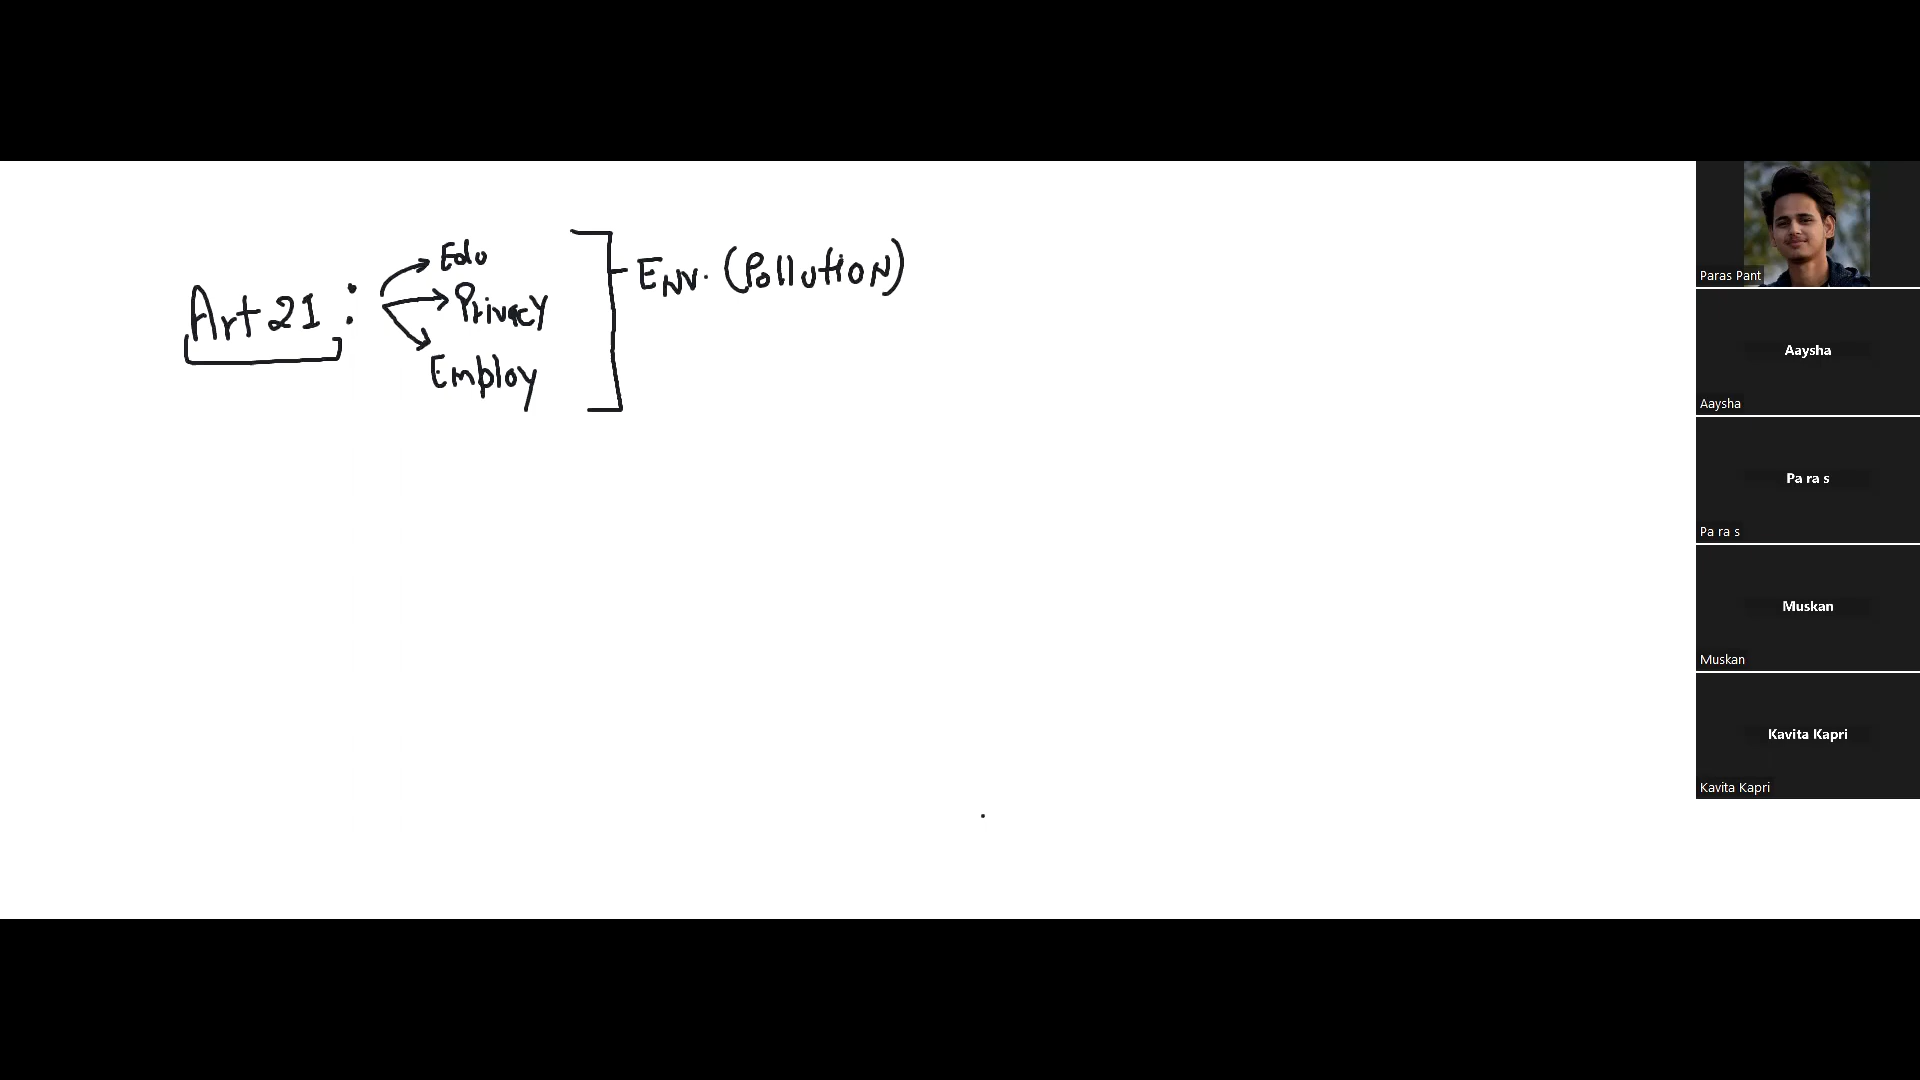 Edu
Art 21 :
Privacy
Employ
Env. (Pollution)
Paras Pant
Aaysha
Aaysha
Pa ra s
Pa ra s
Muskan
Muskan
Kavita Kapri
Kavita Kapri